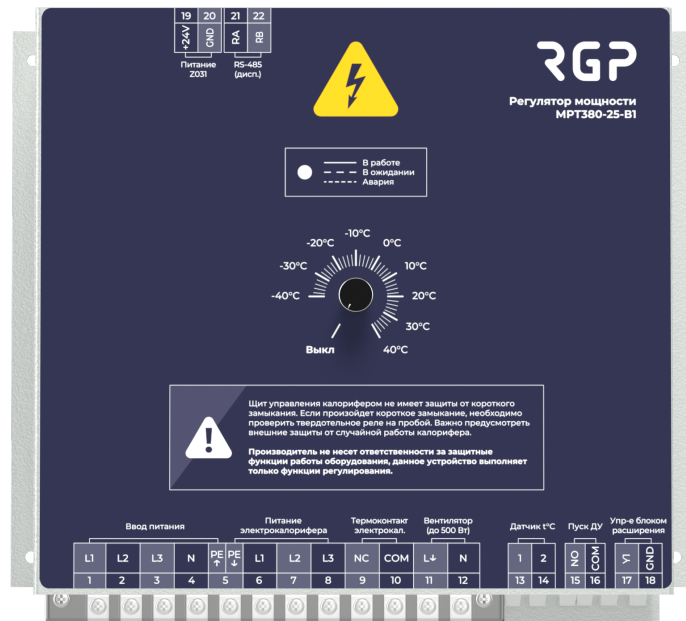 19 20 21 22
+24V GND RA RB
Питание
Z031
RS-485
(дисп.)
RGP
Регулятор мощности
МРТ380-25-В1
В работе
В ожидании
Авария
-10°C
-20°C 0°C
-30°C 10°C
-40°C 20°C
30°C
Выкл 40°C
Щит управления калорифером не имеет защиты от короткого
замыкания. Если произойдет короткое замыкание, необходимо
проверить твердотельное реле на пробой. Важно предусмотреть
внешние защиты от случайной работы калорифера.
Производитель не несет ответственности за защитные
функции работы оборудования, данное устройство выполняет
только функции регулирования.
Ввод питания
Питание
электрокалорифера
Термоконтакт
электрокал.
Вентилятор
(до 500 Вт)
Датчик t°C
Пуск ДУ
Упр-е блоком
расширения
L1 L2 L3 N PE↑ PE↓ L1 L2 L3 NC COM L↓ N 1 2 NO COM Y1 GND
1 2 3 4 5 6 7 8 9 10 11 12 13 14 15 16 17 18